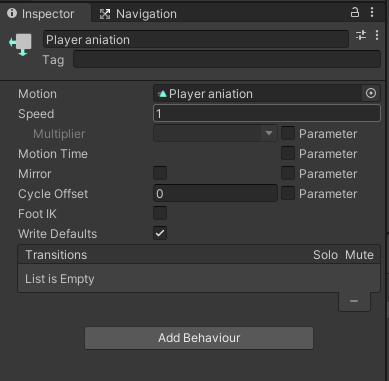 Inspector Navigation
Player aniation
Tag
Motion Player aniation
Speed 1
Multiplier Parameter
Motion Time Parameter
Mirror Parameter
Cycle Offset 0 Parameter
Foot IK
Write Defaults
Transitions Solo Mute
List is Empty
Add Behaviour